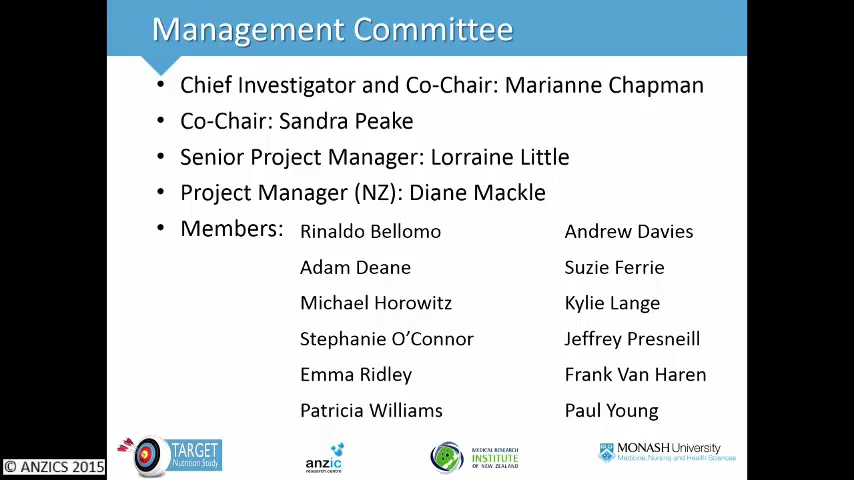 Management Committee
• Chief Investigator and Co-Chair: Marianne Chapman
• Co-Chair: Sandra Peake
• Senior Project Manager: Lorraine Little
• Project Manager (NZ): Diane Mackle
• Members: Rinaldo Bellomo Andrew Davies
Adam Deane Suzie Ferrie
Michael Horowitz Kylie Lange
Stephanie O’Connor Jeffrey Presneill
Emma Ridley Frank Van Haren
Patricia Williams Paul Young
© ANZICS 2015
TARGET
Nutrition Study
anzic
research centre
MEDICAL RESEARCH
INSTITUTE
OF NEW ZEALAND
MONASH University
Medicine, Nursing and Health Sciences